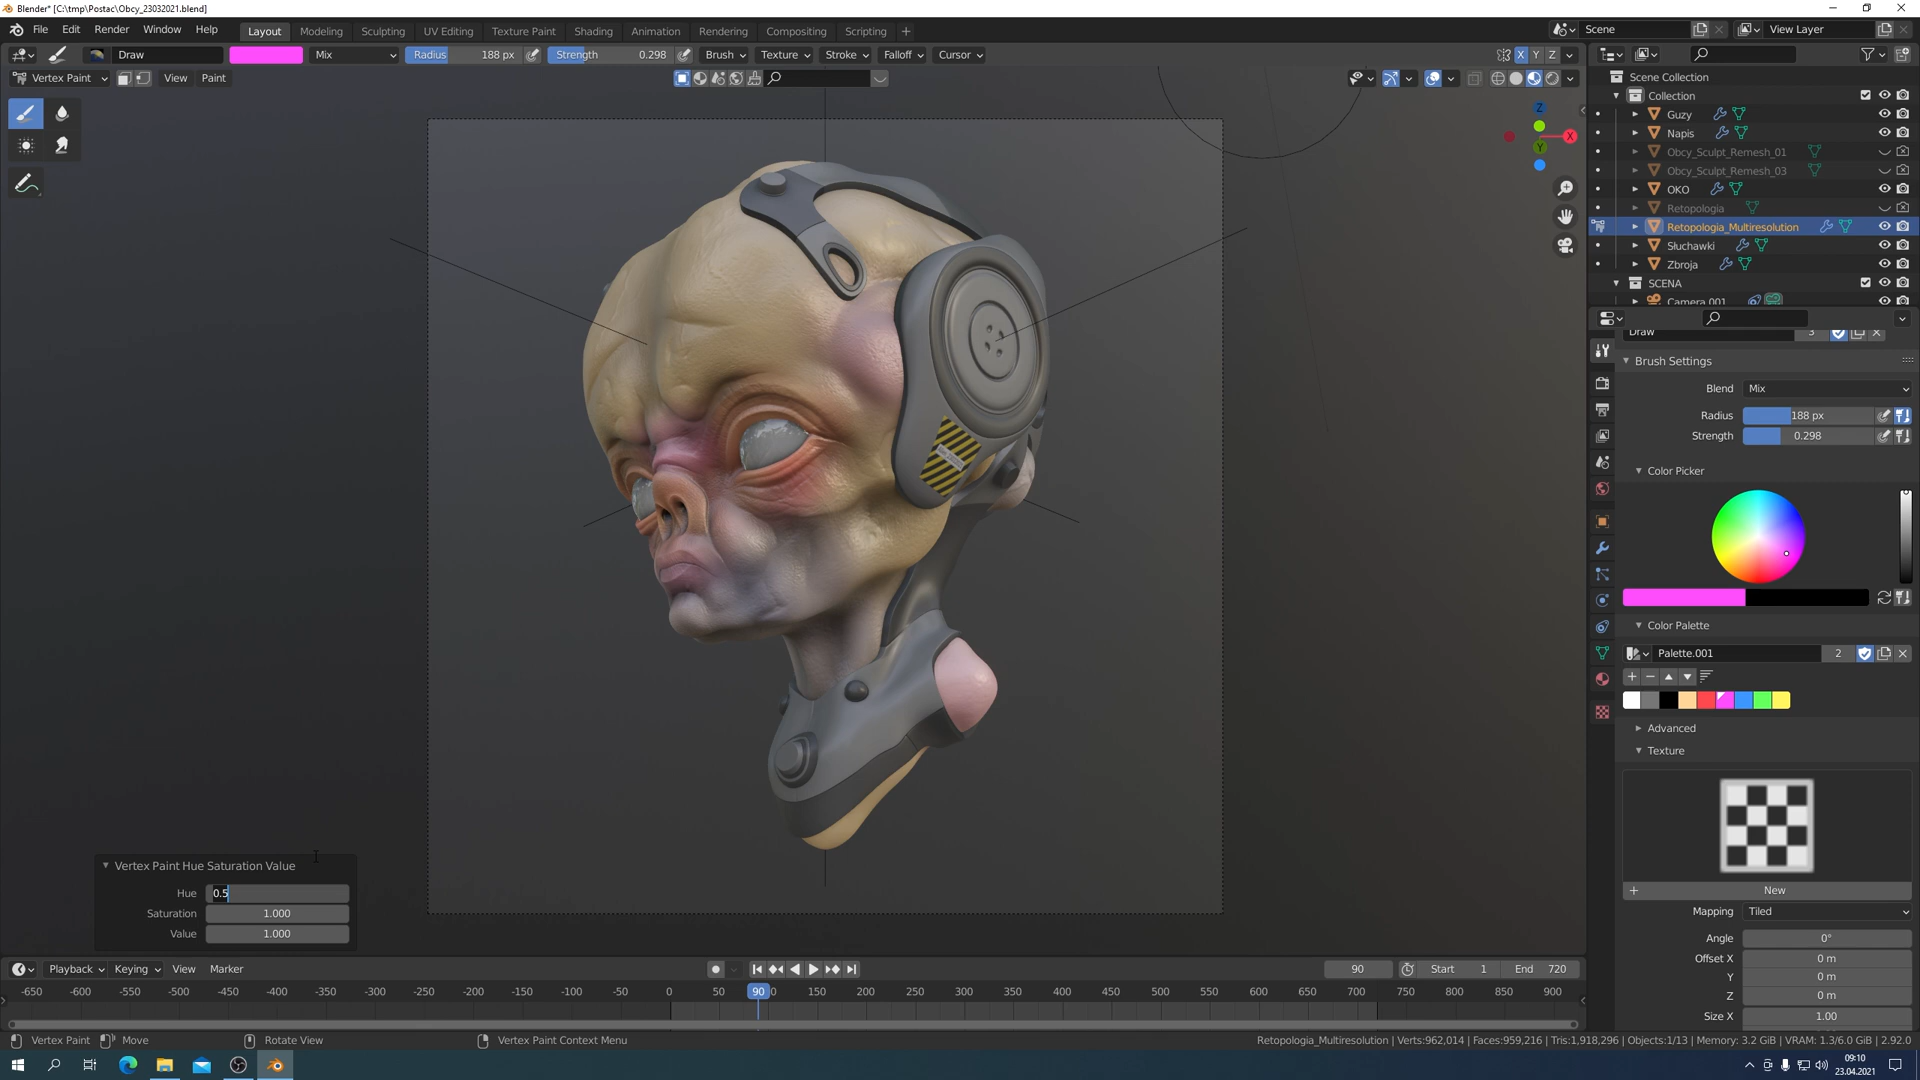 Blender* [C:\tmp\Postac\Obcy_23032021.blend]
File Edit Render Window Help
Layout Modeling Sculpting UV Editing Texture Paint Shading Animation Rendering Compositing Scripting +
Scene
View Layer
Draw Mix Radius 188 px Strength 0.298 Brush Texture Stroke Falloff Cursor
X Y Z
Vertex Paint View Paint
Scene Collection
Collection
Guzy
Napis
Obcy_Sculpt_Remesh_01
Obcy_Sculpt_Remesh_03
OKO
Retopologia
Retopologia_Multiresolution
Słuchawki
Zbroja
SCENA
Camera.001
Z
X
Y
Draw 3
Brush Settings
Blend Mix
Radius 188 px
Strength 0.298
Color Picker
Color Palette
Palette.001 2
Advanced
Texture
+ New
Mapping Tiled
Angle 0°
Offset X 0 m
Y 0 m
Z 0 m
Size X 1.00
Vertex Paint Hue Saturation Value
Hue 0.5
Saturation 1.000
Value 1.000
Playback Keying View Marker
90 Start 1 End 720
-650 -600 -550 -500 -450 -400 -350 -300 -250 -200 -150 -100 -50 0 50 90 150 200 250 300 350 400 450 500 550 600 650 700 750 800 850 900
Vertex Paint Move Rotate View Vertex Paint Context Menu
Retopologia_Multiresolution | Verts:962,014 | Faces:959,216 | Tris:1,918,296 | Objects:1/13 | Memory: 3.2 GiB | VRAM: 1.3/6.0 GiB | 2.92.0
09:10
23.04.2021